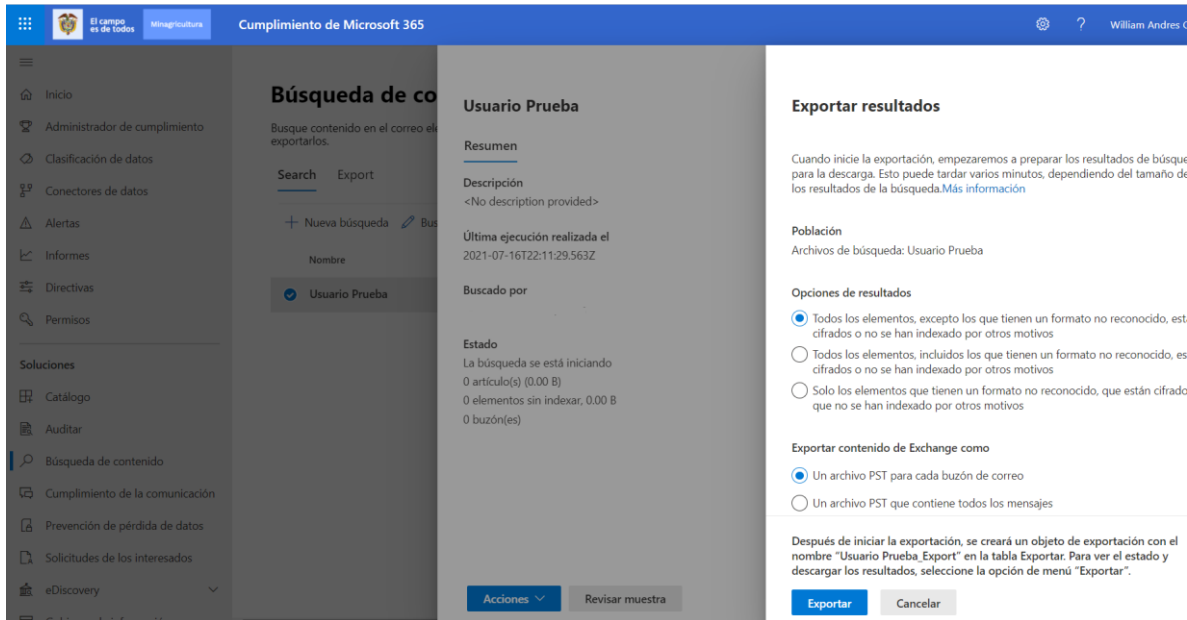 El campo
es de todos
Minagricultura
Cumplimiento de Microsoft 365
?
William Andres
Inicio
Administrador de cumplimiento
Clasificación de datos
Conectores de datos
Alertas
Informes
Directivas
Permisos
Soluciones
Catálogo
Auditar
Búsqueda de contenido
Cumplimiento de la comunicación
Prevención de pérdida de datos
Solicitudes de los interesados
eDiscovery
Búsqueda de co
Busque contenido en el correo ele
exportarlos.
Search Export
Nueva búsqueda Bus
Nombre
Usuario Prueba
Usuario Prueba
Resumen
Descripción
<No description provided>
Última ejecución realizada el
2021-07-16T22:11:29.563Z
Buscado por
Estado
La búsqueda se está iniciando
0 artículo(s) (0.00 B)
0 elementos sin indexar, 0.00 B
0 buzón(es)
Acciones
Revisar muestra
Exportar resultados
Cuando inicie la exportación, empezaremos a preparar los resultados de búsque
para la descarga. Esto puede tardar varios minutos, dependiendo del tamaño de
los resultados de la búsqueda.Más información
Población
Archivos de búsqueda: Usuario Prueba
Opciones de resultados
Todos los elementos, excepto los que tienen un formato no reconocido, est
cifrados o no se han indexado por otros motivos
Todos los elementos, incluidos los que tienen un formato no reconocido, es
cifrados o no se han indexado por otros motivos
Solo los elementos que tienen un formato no reconocido, que están cifrado
que no se han indexado por otros motivos
Exportar contenido de Exchange como
Un archivo PST para cada buzón de correo
Un archivo PST que contiene todos los mensajes
Después de iniciar la exportación, se creará un objeto de exportación con el
nombre "Usuario Prueba_Export" en la tabla Exportar. Para ver el estado y
descargar los resultados, seleccione la opción de menú "Exportar".
Exportar
Cancelar